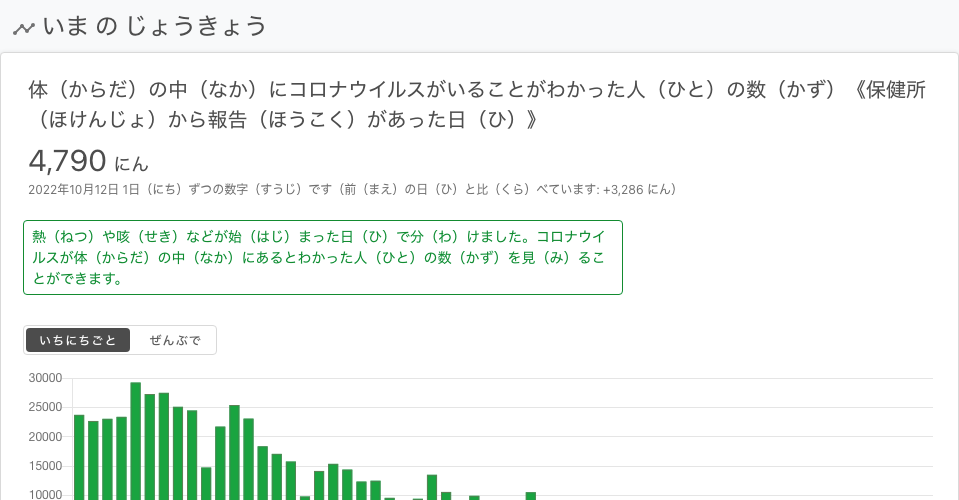 いま の じょうきょう
体（からだ）の中（なか）にコロナウイルスがいることがわかった人（ひと）の数（かず）《保健所
（ほけんじょ）から報告（ほうこく）があった日（ひ）》
4,790 にん
2022年10月12日 1日（にち）ずつの数字（すうじ）です（前（まえ）の日（ひ）と比（くら）べています: +3,286 にん）
熱（ねつ）や咳（せき）などが始（はじ）まった日（ひ）で分（わ）けました。コロナウイ
ルスが体（からだ）の中（なか）にあるとわかった人（ひと）の数（かず）を見（み）るこ
とができます。
いちにちごと ぜんぶで
30000
25000
20000
15000
10000